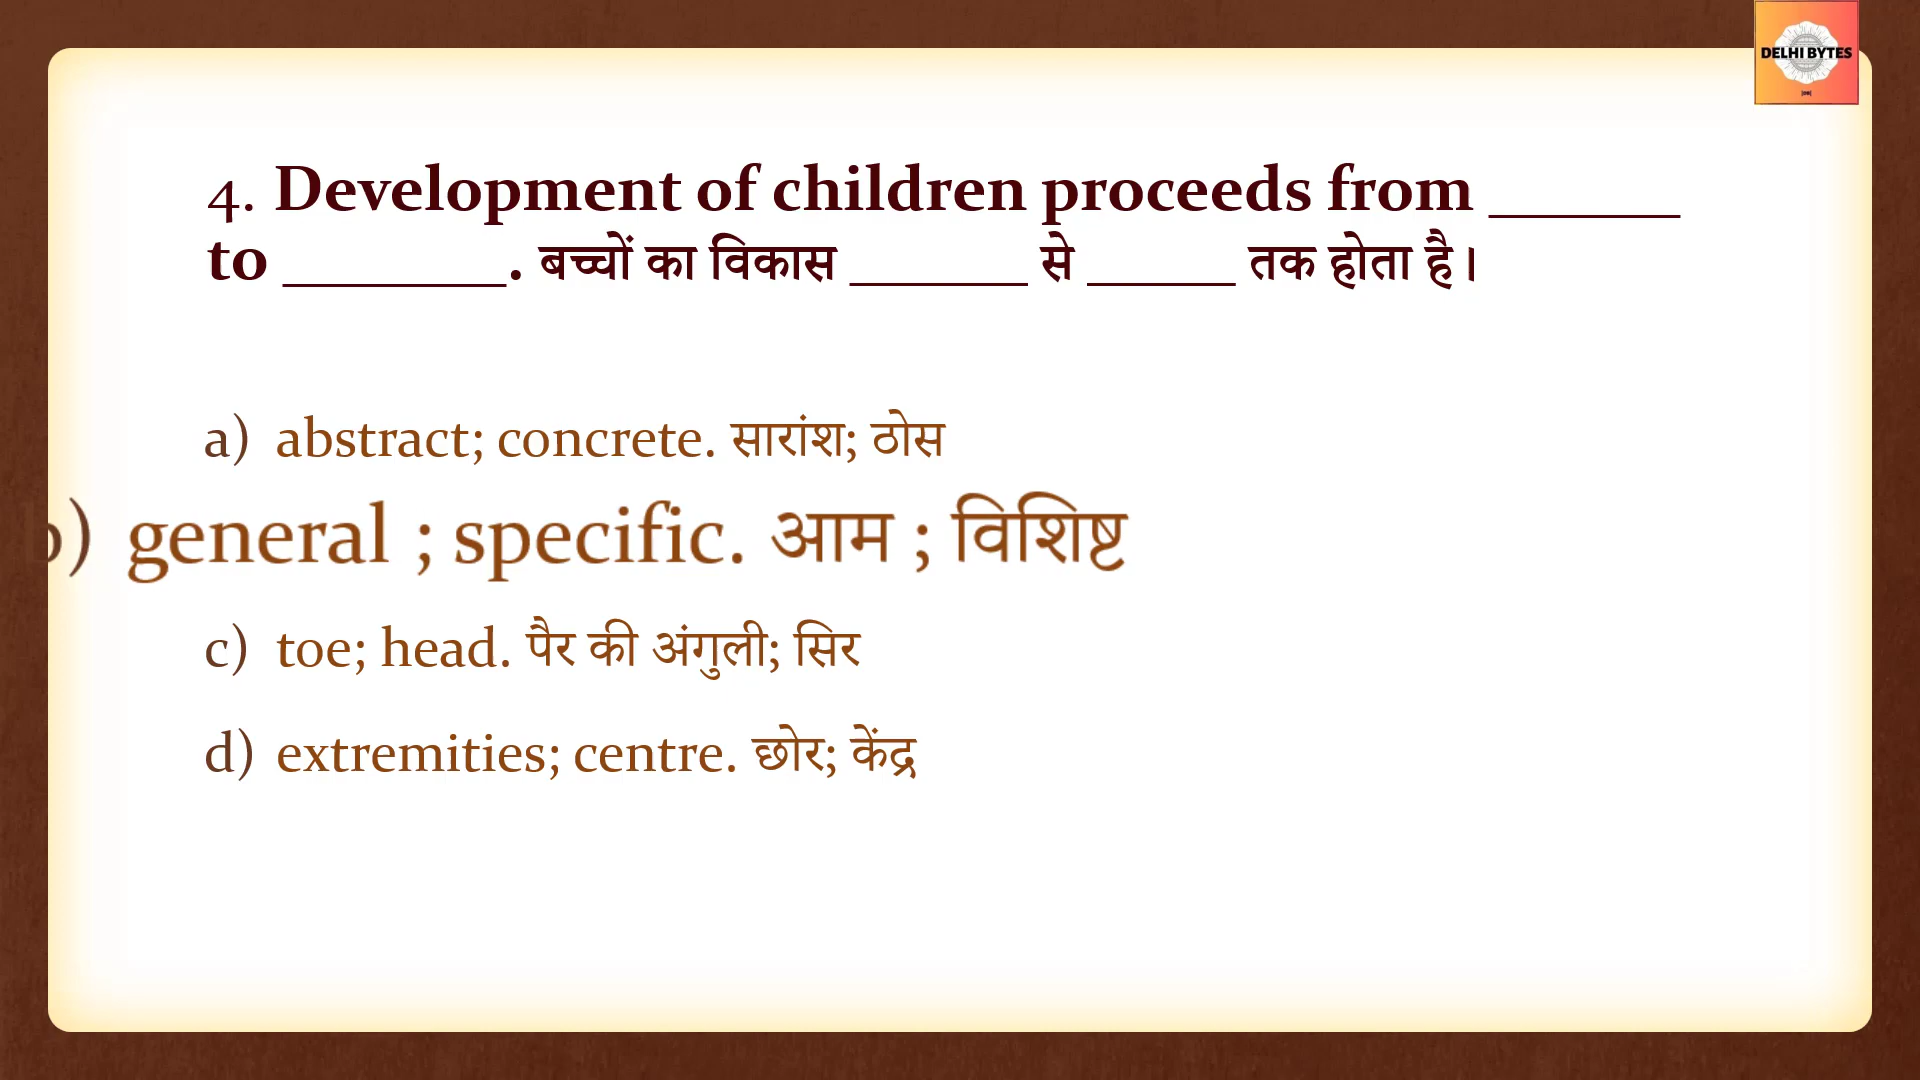 DELHI BYTES
4. Development of children proceeds from ______
to _______. बच्चों का विकास ______ से _____ तक होता है।
a) abstract; concrete. सारांश; ठोस
b) general ; specific. आम ; विशिष्ट
c) toe; head. पैर की अंगुली; सिर
d) extremities; centre. छोर; केंद्र